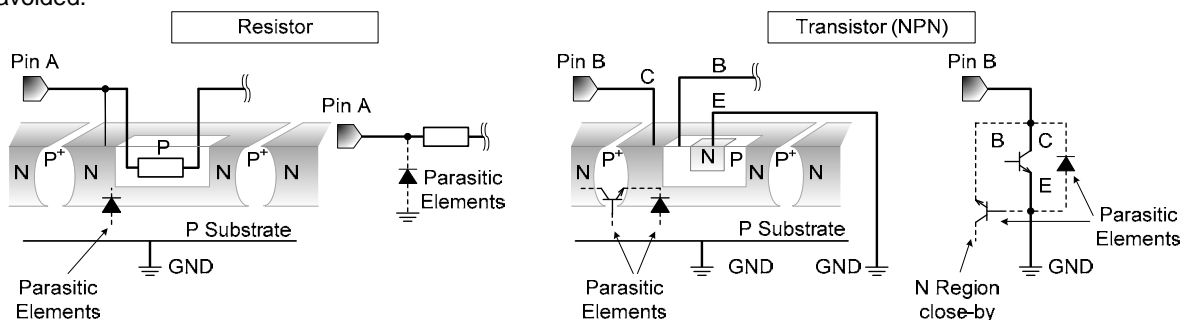 avoided.
Resistor
Transistor (NPN)
Pin A
Pin A
P
N P+ N N P+ N
Parasitic
Elements
P Substrate
GND
Parasitic
Elements
Pin B
C
B
E
N P+ N P N P+ N
P Substrate
GND
GND
Parasitic
Elements
Pin B
B
C
E
Parasitic
Elements
GND
N Region
close-by